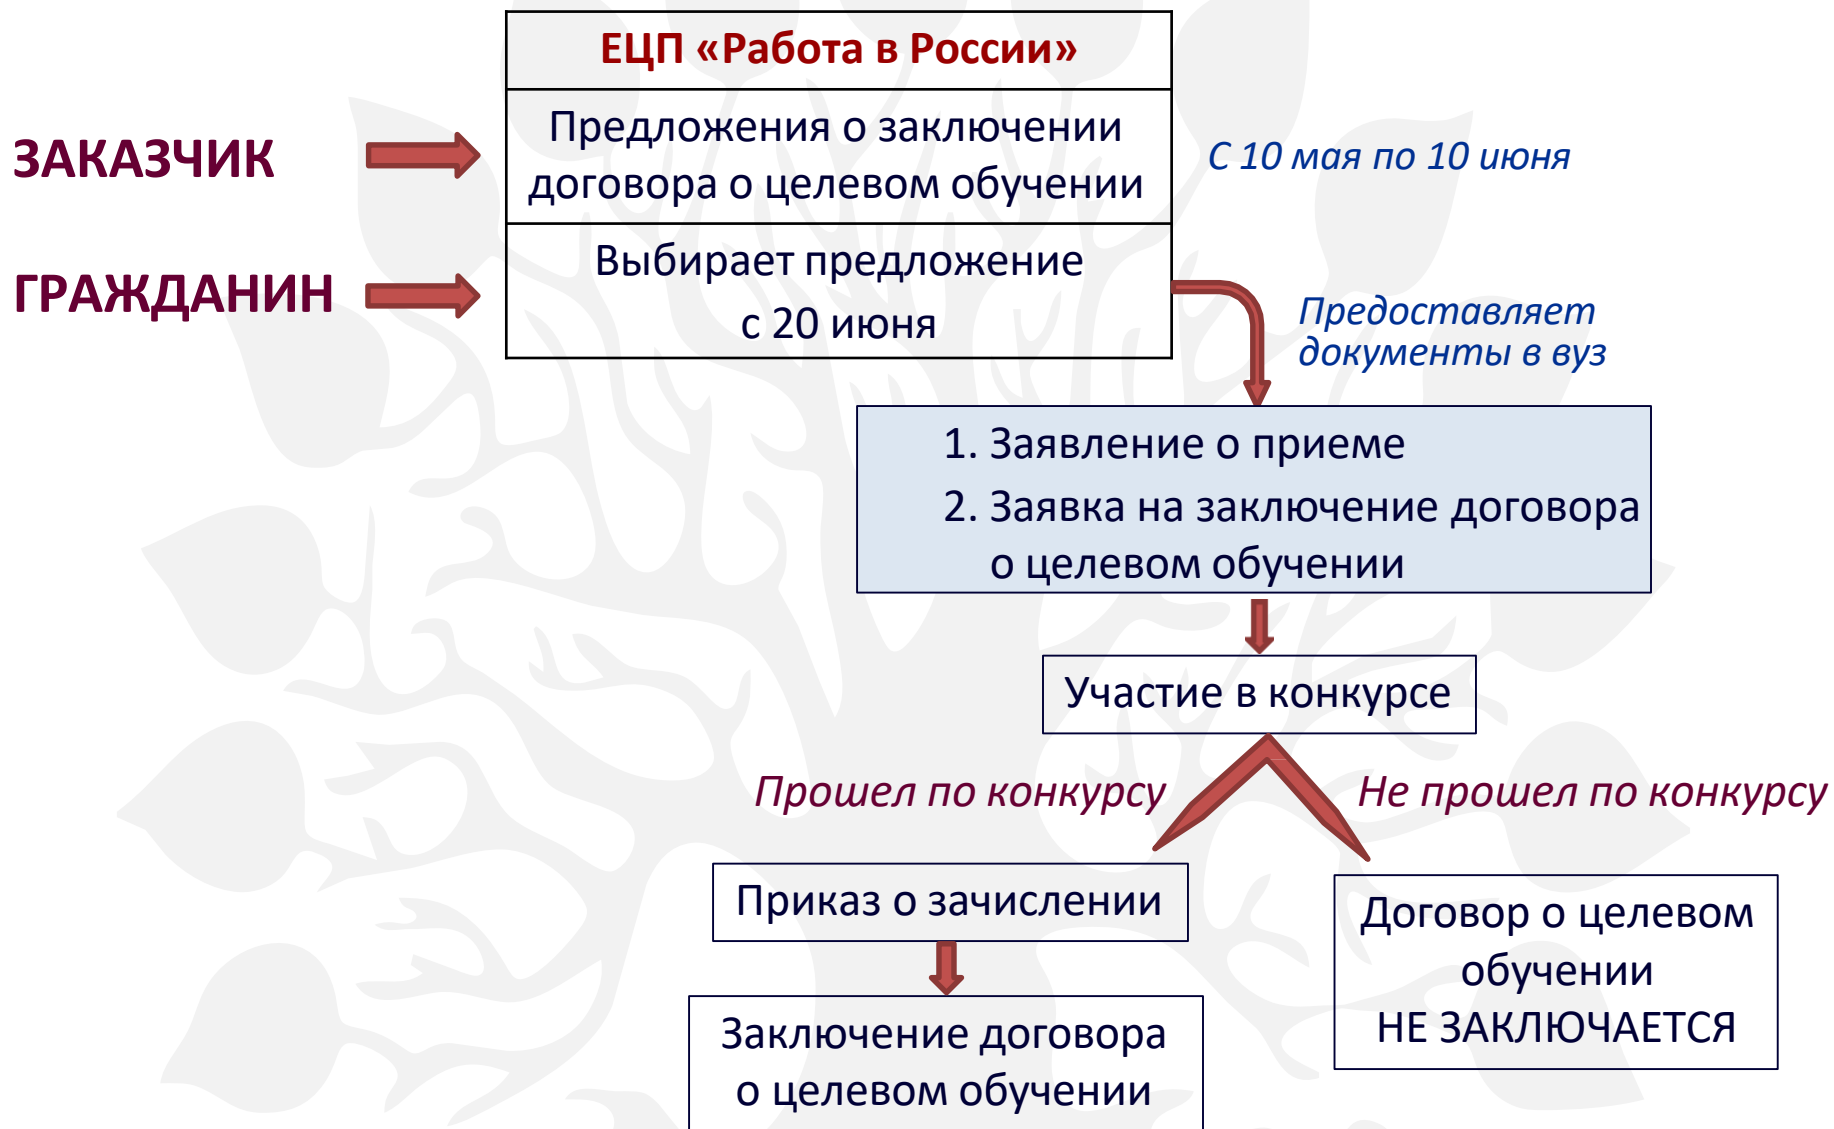 ЕЦП «Работа в России»
ЗАКАЗЧИК
Предложения о заключении
договора о целевом обучении
С 10 мая по 10 июня
ГРАЖДАНИН
Выбирает предложение
с 20 июня
Предоставляет
документы в вуз
1. Заявление о приеме
2. Заявка на заключение договора
о целевом обучении
Участие в конкурсе
Прошел по конкурсу
Не прошел по конкурсу
Приказ о зачислении
Договор о целевом
обучении
НЕ ЗАКЛЮЧАЕТСЯ
Заключение договора
о целевом обучении